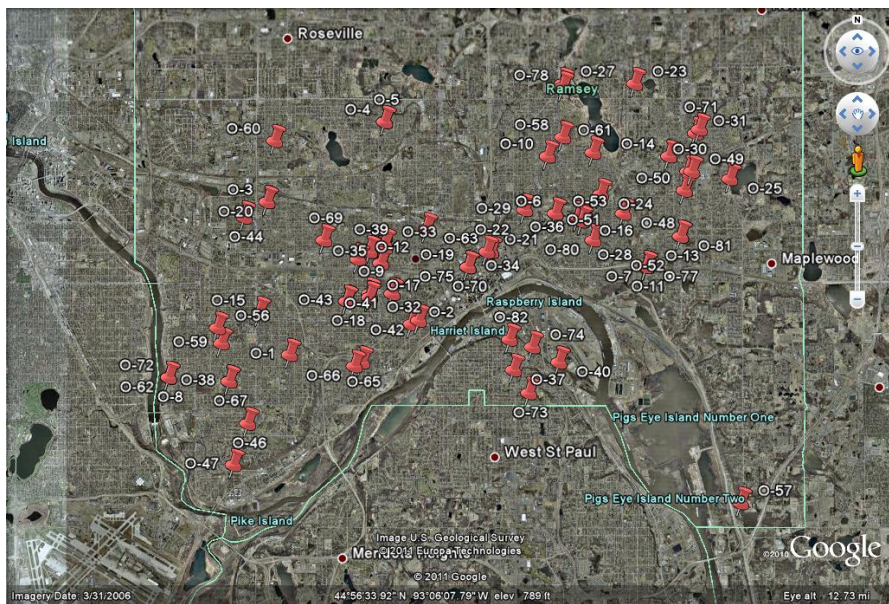 Roseville
N
O-78
O-27
O-23
Ramsey
O-5
O-4
O-71
O-60
O-58
O-61
O-31
O-10
O-14
O-30
O-49
Island
O-3
O-50
O-25
O-20
O-69
O-39
O-33
O-29
O-6
O-53
O-24
O-44
O-63
O-22
O-36
O-51
O-16
O-48
O-35
O-12
O-19
O-21
O-80
O-28
O-13
O-81
O-9
O-75
O-34
O-7
O-52
O-77
Maplewood
O-17
O-70
O-11
O-15
O-43
O-41
O-32
Raspberry Island
O-56
O-18
O-42
O-2
O-82
Harriet Island
O-59
O-74
O-1
O-72
O-38
O-66
O-65
O-40
O-62
O-37
O-8
O-67
O-73
O-46
Pigs Eye Island Number One
O-47
West St Paul
O-57
Pigs Eye Island Number Two
Pike Island
Image U.S. Geological Survey
© 2011 Europa Technologies
© 2011 Google
©2010 Google
Imagery Date: 3/31/2006
44°56'33.92" N 93°06'07.79" W elev 789 ft
Eye alt 12.73 mi